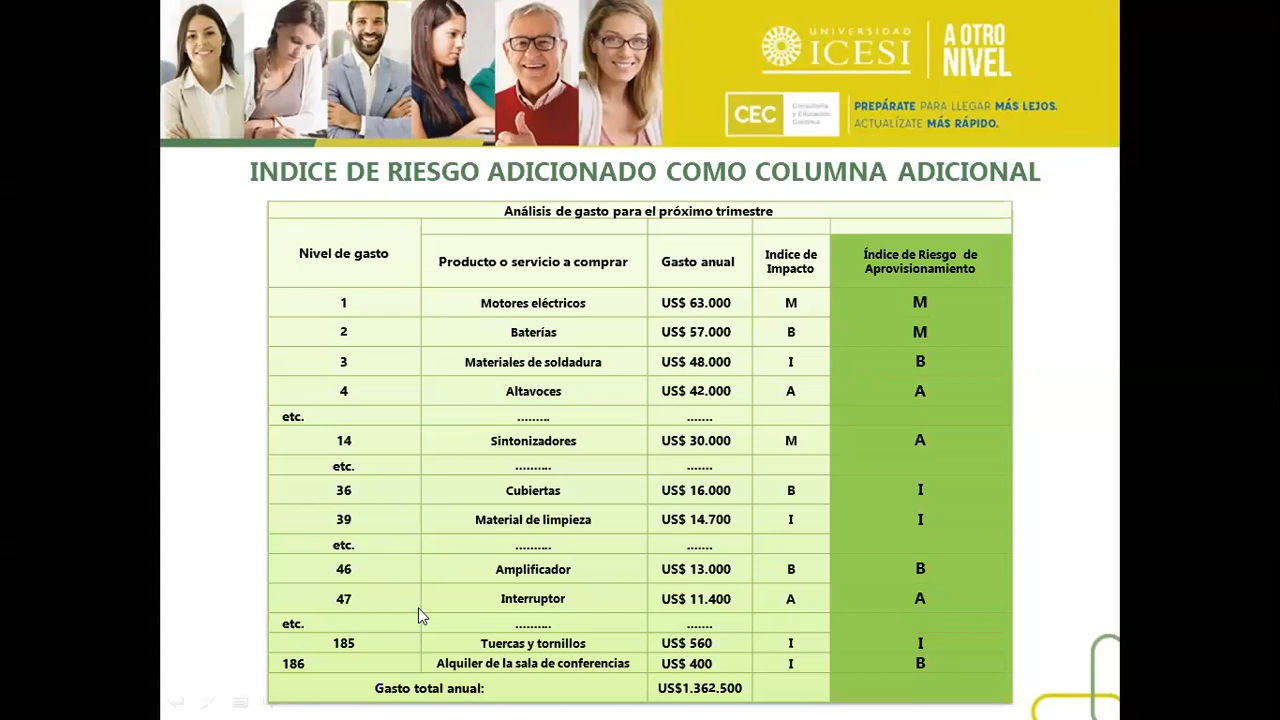 UNIVERSIDAD
ICESI
A OTRO
NIVEL
CEC
Consultoría
y Educación
Continua
PREPÁRATE PARA LLEGAR MÁS LEJOS.
ACTUALÍZATE MÁS RÁPIDO.
INDICE DE RIESGO ADICIONADO COMO COLUMNA ADICIONAL
Análisis de gasto para el próximo trimestre
Nivel de gasto Producto o servicio a comprar Gasto anual Indice de Impacto Índice de Riesgo de Aprovisionamiento
1 Motores eléctricos US$ 63.000 M M
2 Baterías US$ 57.000 B M
3 Materiales de soldadura US$ 48.000 I B
4 Altavoces US$ 42.000 A A
etc. ......... .......
14 Sintonizadores US$ 30.000 M A
etc. .......... .......
36 Cubiertas US$ 16.000 B I
39 Material de limpieza US$ 14.700 I I
etc. .......... .......
46 Amplificador US$ 13.000 B B
47 Interruptor US$ 11.400 A A
etc. .......... .......
185 Tuercas y tornillos US$ 560 I I
186 Alquiler de la sala de conferencias US$ 400 I B
Gasto total anual: US$1.362.500